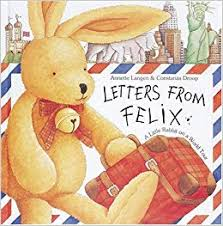 Annette Langen & Constanza Droop
LETTERS FROM
FELIX:
A Little Rabbit on a World Tour